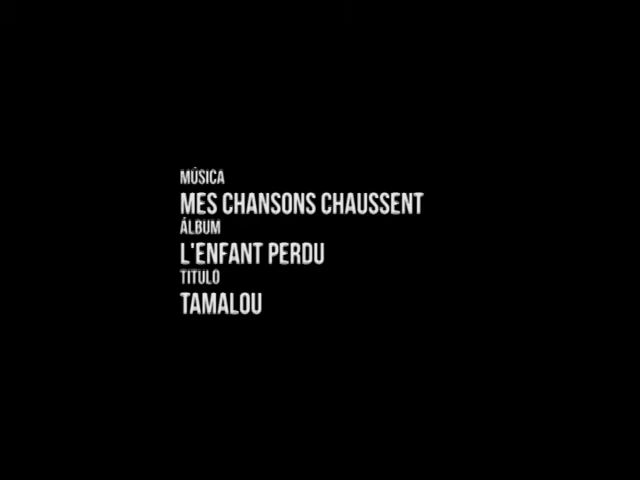 MÚSICA
MES CHANSONS CHAUSSENT
ÁLBUM
L'ENFANT PERDU
TITULO
TAMALOU